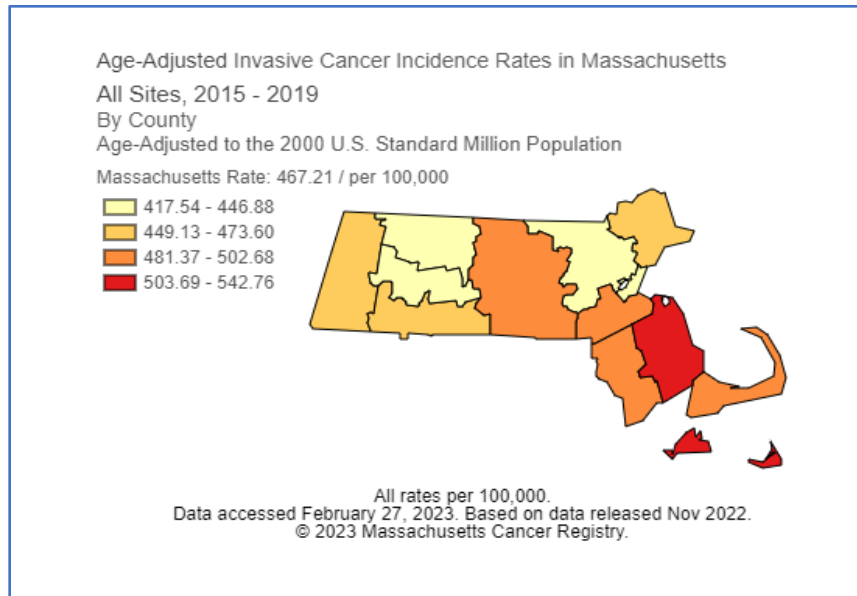 Age-Adjusted Invasive Cancer Incidence Rates in Massachusetts
All Sites, 2015 - 2019
By County
Age-Adjusted to the 2000 U.S. Standard Million Population
Massachusetts Rate: 467.21 / per 100,000
417.54 - 446.88
449.13 - 473.60
481.37 - 502.68
503.69 - 542.76
All rates per 100,000.
Data accessed February 27, 2023. Based on data released Nov 2022.
© 2023 Massachusetts Cancer Registry.